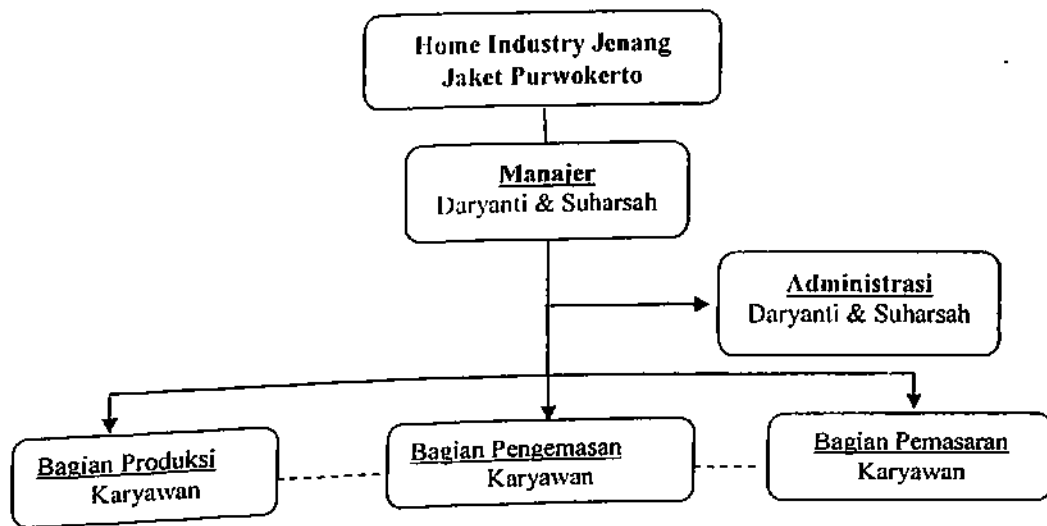 Home Industry Jenang
Jaket Purwokerto
Manajer
Daryanti & Suharsah
Administrasi
Daryanti & Suharsah
Bagian Produksi
Karyawan
Bagian Pengemasan
Karyawan
Bagian Pemasaran
Karyawan